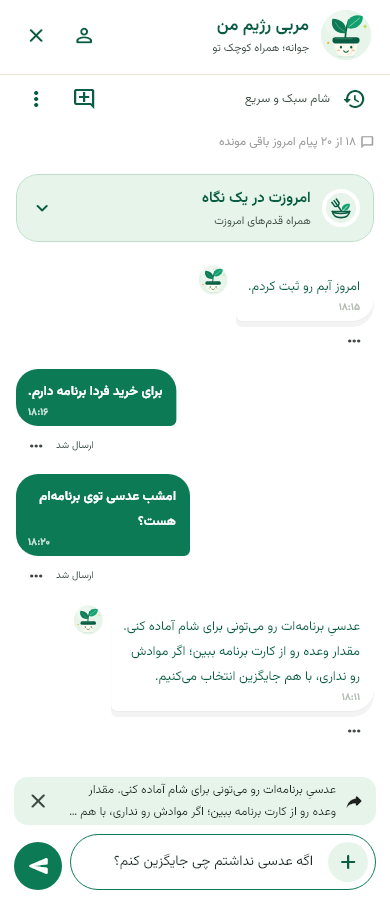 مربی رژیم من
جوانه؛ همراه کوچک تو
شام سبک و سریع
۱۸ از ۲۰ پیام امروز باقی مونده
امروزت در یک نگاه
همراه قدم‌های امروزت
امروز آبم رو ثبت کردم.
۱۸:۱۵
برای خرید فردا برنامه دارم.
۱۸:۱۶
ارسال شد
امشب عدسی توی برنامه‌ام
هست؟
۱۸:۲۰
ارسال شد
عدسیِ برنامه‌ات رو می‌تونی برای شام آماده کنی.
مقدار وعده رو از کارت برنامه ببین؛ اگر موادش
رو نداری، با هم جایگزین انتخاب می‌کنیم.
۱۸:۱۱
عدسیِ برنامه‌ات رو می‌تونی برای شام آماده کنی. مقدار
وعده رو از کارت برنامه ببین؛ اگر موادش رو نداری، با هم ...
اگه عدسی نداشتم چی جایگزین کنم؟